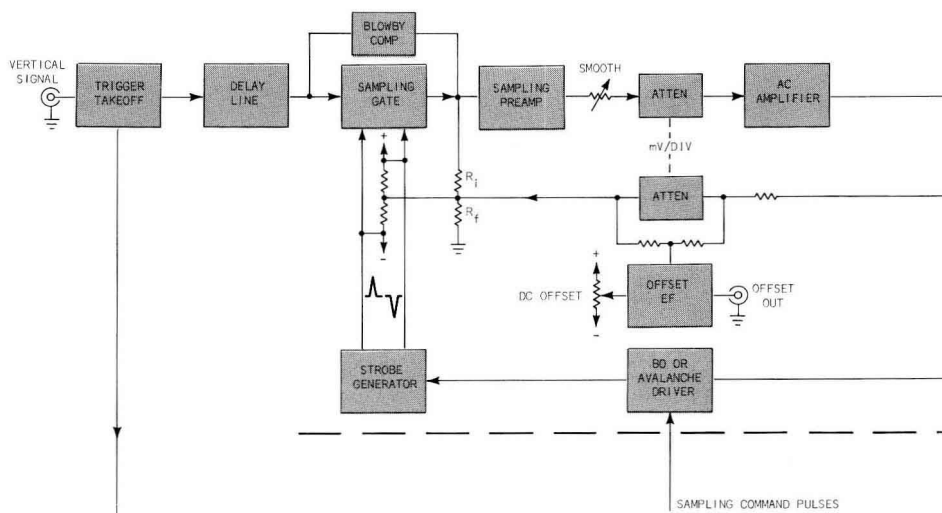 BLOWBY
COMP
VERTICAL
SIGNAL
TRIGGER
TAKEOFF
DELAY
LINE
SAMPLING
GATE
SAMPLING
PREAMP
SMOOTH
ATTEN
AC
AMPLIFIER
mV/DIV
+
Ri
ATTEN
Rf
-
+
DC OFFSET
-
OFFSET
EF
OFFSET
OUT
STROBE
GENERATOR
BO OR
AVALANCHE
DRIVER
SAMPLING COMMAND PULSES